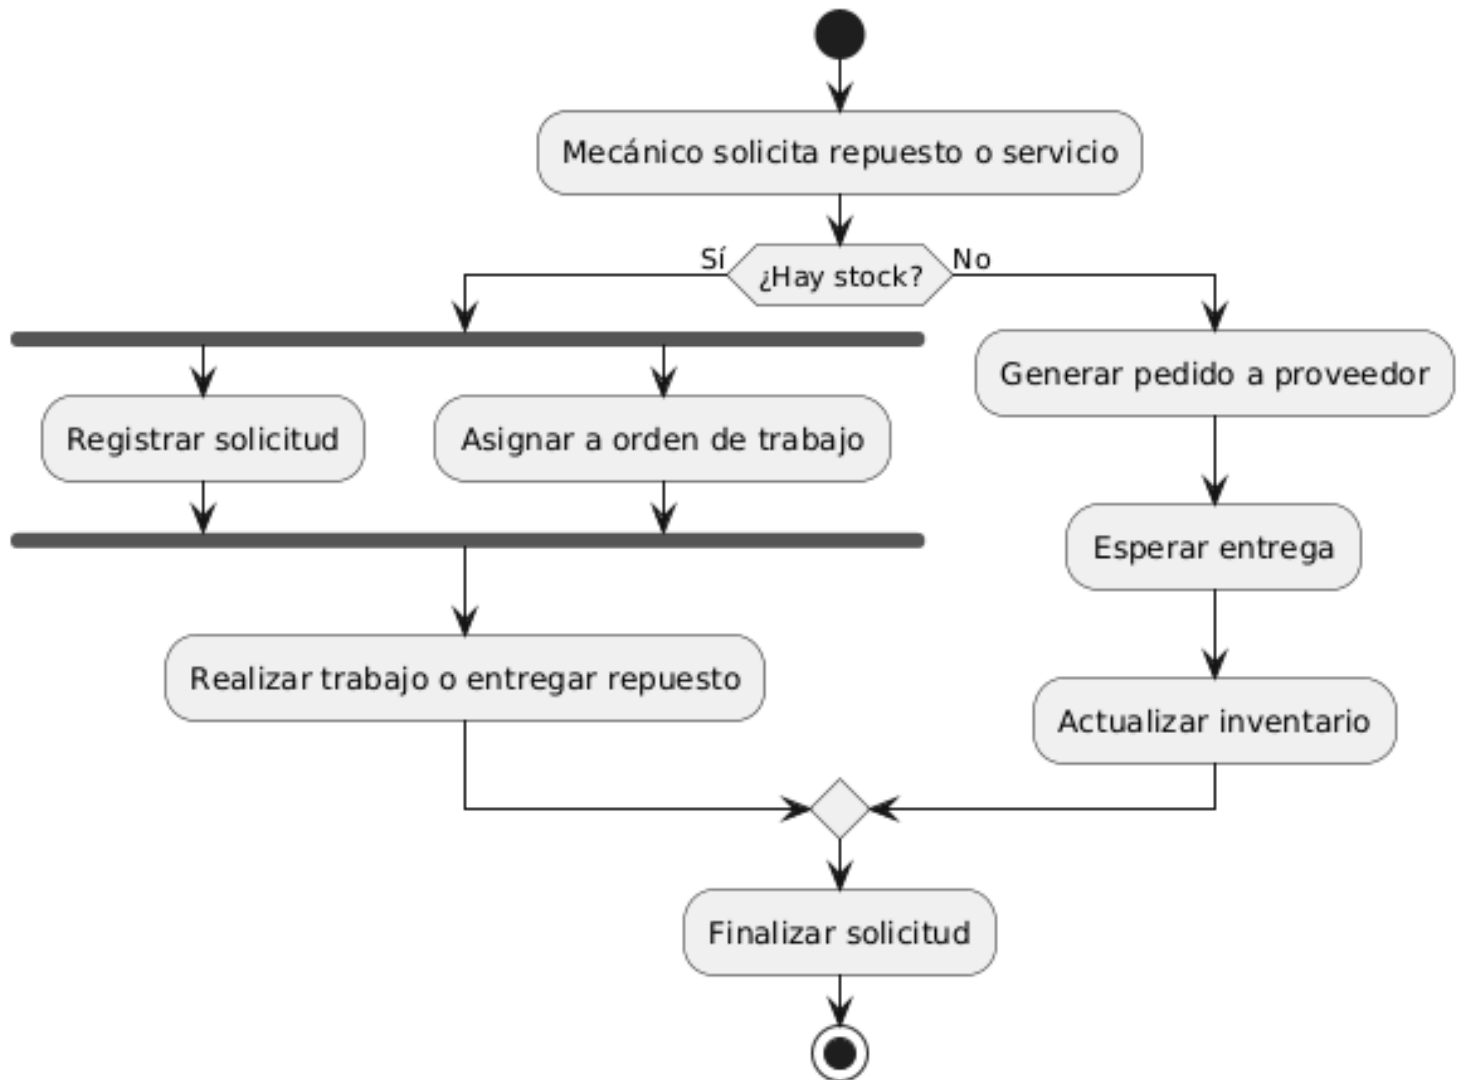 Mecánico solicita repuesto o servicio
Sí
¿Hay stock?
No
Registrar solicitud
Asignar a orden de trabajo
Generar pedido a proveedor
Esperar entrega
Realizar trabajo o entregar repuesto
Actualizar inventario
Finalizar solicitud